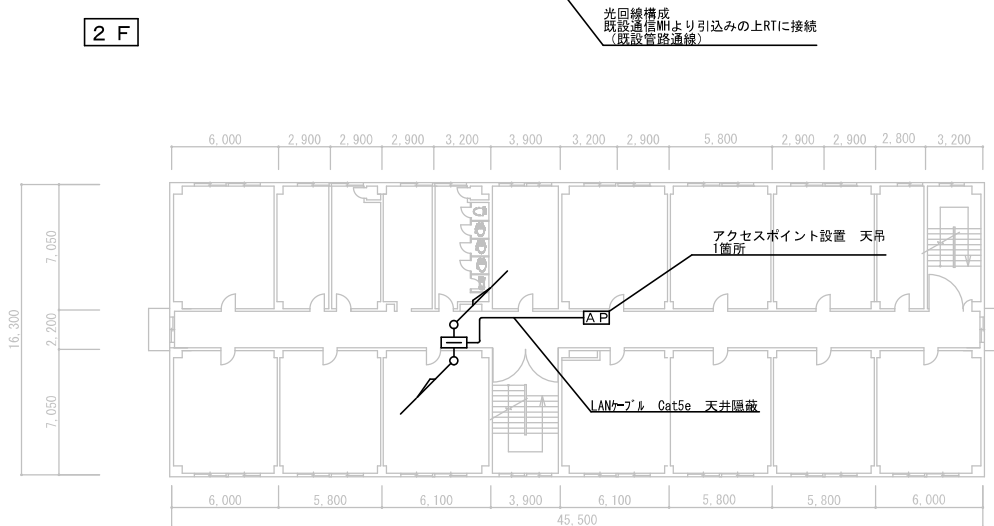 光回線構成
既設通信MHより引込みの上RTに接続
(既設管路通線)
2 F
6,000 2,900 2,900 2,900 3,200 3,900 3,200 2,900 5,800 2,900 2,900 2,800 3,200
アクセスポイント設置 天吊
1箇所
7,050
AP
16,300
2,200
7,050
LANケーブル Cat5e 天井隠蔽
6,000 5,800 6,100 3,900 6,100 5,800 5,800 6,000
45,500